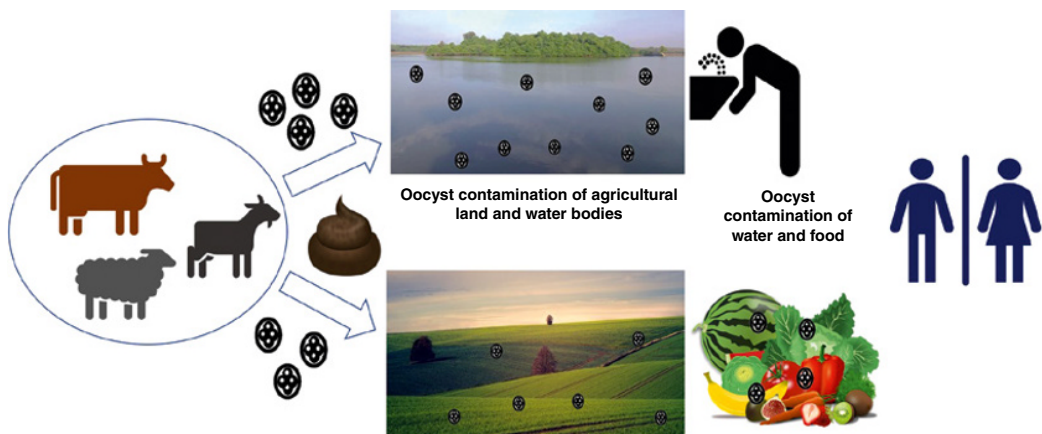 Oocyst contamination of agricultural
land and water bodies
Oocyst
contamination of
water and food